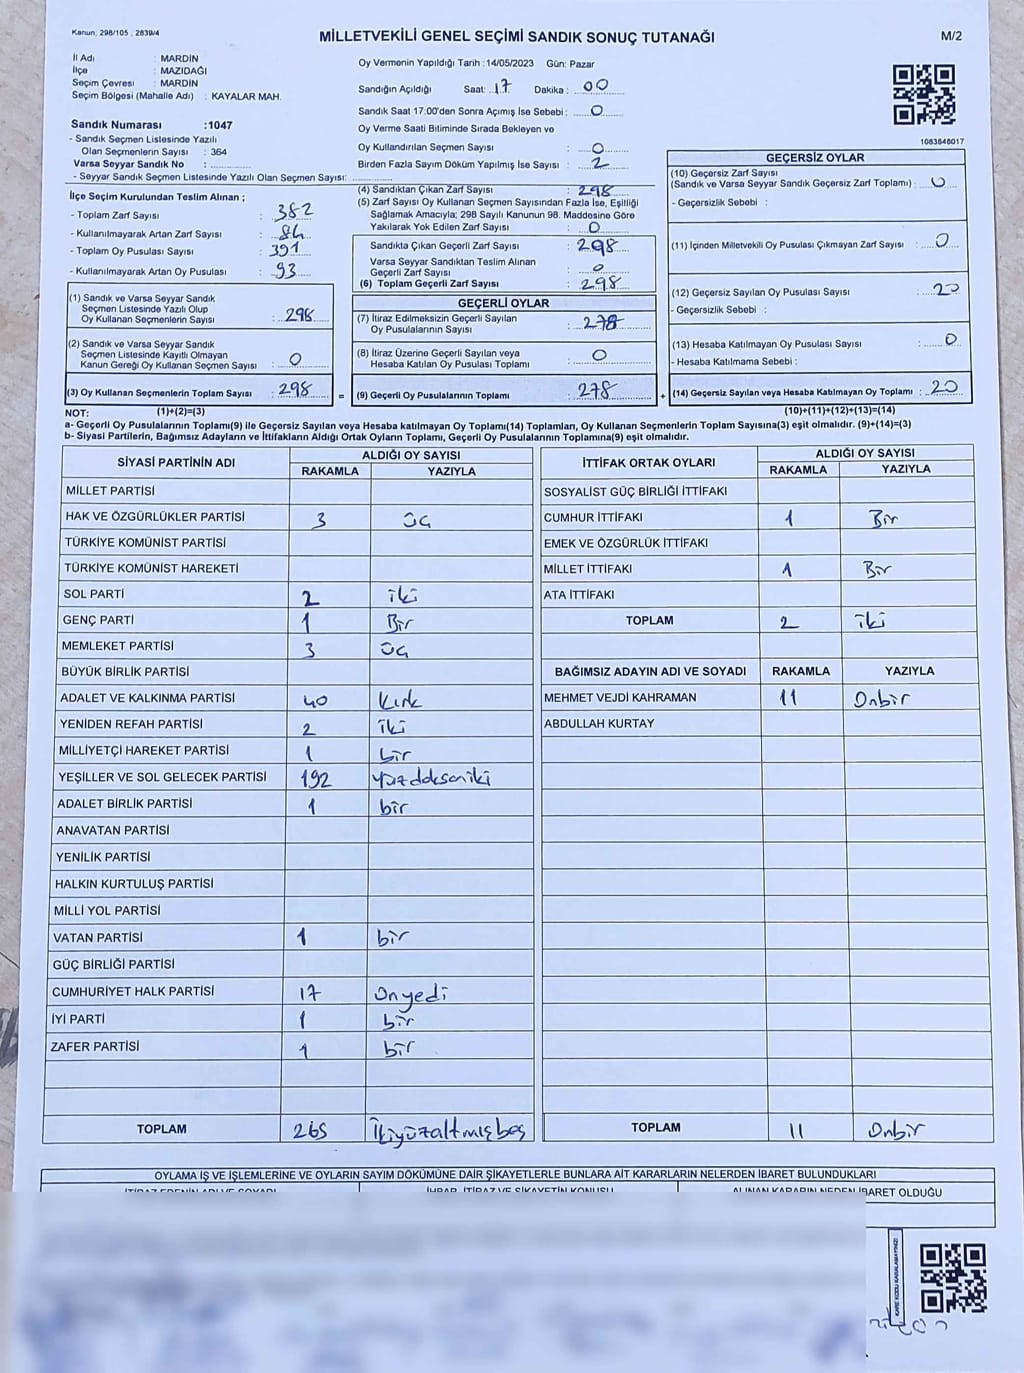 Kanun; 298/105 , 2839/4
MİLLETVEKİLİ GENEL SEÇİMİ SANDIK SONUÇ TUTANAĞI
M/2
İl Adı : MARDİN
İlçe : MAZIDAĞI
Seçim Çevresi : MARDİN
Seçim Bölgesi (Mahalle Adı) : KAYALAR MAH.
Sandık Numarası :1047
- Sandık Seçmen Listesinde Yazılı
Olan Seçmenlerin Sayısı : 364
Varsa Seyyar Sandık No :
- Seyyar Sandık Seçmen Listesinde Yazılı Olan Seçmen Sayısı:
Oy Vermenin Yapıldığı Tarih :14/05/2023 Gün: Pazar
Sandığın Açıldığı Saat: 17 Dakika : 00
Sandık Saat 17:00'den Sonra Açımış İse Sebebi : 0
Oy Verme Saati Bitiminde Sırada Bekleyen ve
Oy Kullandırılan Seçmen Sayısı : 0
Birden Fazla Sayım Döküm Yapılmış İse Sayısı : 2
1083648017
İlçe Seçim Kurulundan Teslim Alınan ;
- Toplam Zarf Sayısı : 382
- Kullanılmayarak Artan Zarf Sayısı : 84
- Toplam Oy Pusulası Sayısı : 391
- Kullanılmayarak Artan Oy Pusulası : 93
(1) Sandık ve Varsa Seyyar Sandık
Seçmen Listesinde Yazılı Olup
Oy Kullanan Seçmenlerin Sayısı : 298
(2) Sandık ve Varsa Seyyar Sandık
Seçmen Listesinde Kayıtlı Olmayan
Kanun Gereği Oy Kullanan Seçmen Sayısı : 0
(3) Oy Kullanan Seçmenlerin Toplam Sayısı : 298
(4) Sandıktan Çıkan Zarf Sayısı : 298
(5) Zarf Sayısı Oy Kullanan Seçmen Sayısından Fazla İse, Eşitliği
Sağlamak Amacıyla; 298 Sayılı Kanunun 98. Maddesine Göre
Yakılarak Yok Edilen Zarf Sayısı : 0
Sandıkta Çıkan Geçerli Zarf Sayısı : 298
Varsa Seyyar Sandıktan Teslim Alınan
Geçerli Zarf Sayısı : 0
(6) Toplam Geçerli Zarf Sayısı : 298
GEÇERLİ OYLAR
(7) İtiraz Edilmeksizin Geçerli Sayılan
Oy Pusulalarının Sayısı : 278
(8) İtiraz Üzerine Geçerli Sayılan veya
Hesaba Katılan Oy Pusulası Toplamı : 0
= (9) Geçerli Oy Pusulalarının Toplamı : 278
GEÇERSİZ OYLAR
(10) Geçersiz Zarf Sayısı
(Sandık ve Varsa Seyyar Sandık Geçersiz Zarf Toplamı) : 0
- Geçersizlik Sebebi :
(11) İçinden Milletvekili Oy Pusulası Çıkmayan Zarf Sayısı : 0
(12) Geçersiz Sayılan Oy Pusulası Sayısı : 20
- Geçersizlik Sebebi :
(13) Hesaba Katılmayan Oy Pusulası Sayısı : 0
- Hesaba Katılmama Sebebi :
+ (14) Geçersiz Sayılan veya Hesaba Katılmayan Oy Toplamı : 20
NOT: (1)+(2)=(3) (10)+(11)+(12)+(13)=(14)
a- Geçerli Oy Pusulalarının Toplamı(9) ile Geçersiz Sayılan veya Hesaba katılmayan Oy Toplamı(14) Toplamları, Oy Kullanan Seçmenlerin Toplam Sayısına(3) eşit olmalıdır. (9)+(14)=(3)
b- Siyasi Partilerin, Bağımsız Adayların ve İttifakların Aldığı Ortak Oyların Toplamı, Geçerli Oy Pusulalarının Toplamına(9) eşit olmalıdır.
SİYASİ PARTİNİN ADI ALDIĞI OY SAYISI
RAKAMLA YAZIYLA
MİLLET PARTİSİ
HAK VE ÖZGÜRLÜKLER PARTİSİ 3 üç
TÜRKİYE KOMÜNİST PARTİSİ
TÜRKİYE KOMÜNİST HAREKETİ
SOL PARTİ 2 iki
GENÇ PARTİ 1 Bir
MEMLEKET PARTİSİ 3 üç
BÜYÜK BİRLİK PARTİSİ
ADALET VE KALKINMA PARTİSİ 40 Kırk
YENİDEN REFAH PARTİSİ 2 iki
MİLLİYETÇİ HAREKET PARTİSİ 1 bir
YEŞİLLER VE SOL GELECEK PARTİSİ 192 yüzdoksaniki
ADALET BİRLİK PARTİSİ 1 bir
ANAVATAN PARTİSİ
YENİLİK PARTİSİ
HALKIN KURTULUŞ PARTİSİ
MİLLİ YOL PARTİSİ
VATAN PARTİSİ 1 bir
GÜÇ BİRLİĞİ PARTİSİ
CUMHURİYET HALK PARTİSİ 17 onyedi
İYİ PARTİ 1 bir
ZAFER PARTİSİ 1 bir
TOPLAM 265 İkiyüzaltmışbeş
İTTİFAK ORTAK OYLARI ALDIĞI OY SAYISI
RAKAMLA YAZIYLA
SOSYALİST GÜÇ BİRLİĞİ İTTİFAKI
CUMHUR İTTİFAKI 1 Bir
EMEK VE ÖZGÜRLÜK İTTİFAKI
MİLLET İTTİFAKI 1 Bir
ATA İTTİFAKI
TOPLAM 2 iki
BAĞIMSIZ ADAYIN ADI VE SOYADI RAKAMLA YAZIYLA
MEHMET VEJDİ KAHRAMAN 11 Onbir
ABDULLAH KURTAY
TOPLAM 11 Onbir
OYLAMA İŞ VE İŞLEMLERİNE VE OYLARIN SAYIM DÖKÜMÜNE DAİR ŞİKAYETLERLE BUNLARA AİT KARARLARIN NELERDEN İBARET BULUNDUKLARI
İTİRAZ EDENİN ADI VE SOYADI İHBAR, İTİRAZ VE ŞİKAYETİN KONUSU ALINAN KARARIN NEDEN İBARET OLDUĞU
KARE KODU KARALAMAYINIZ!